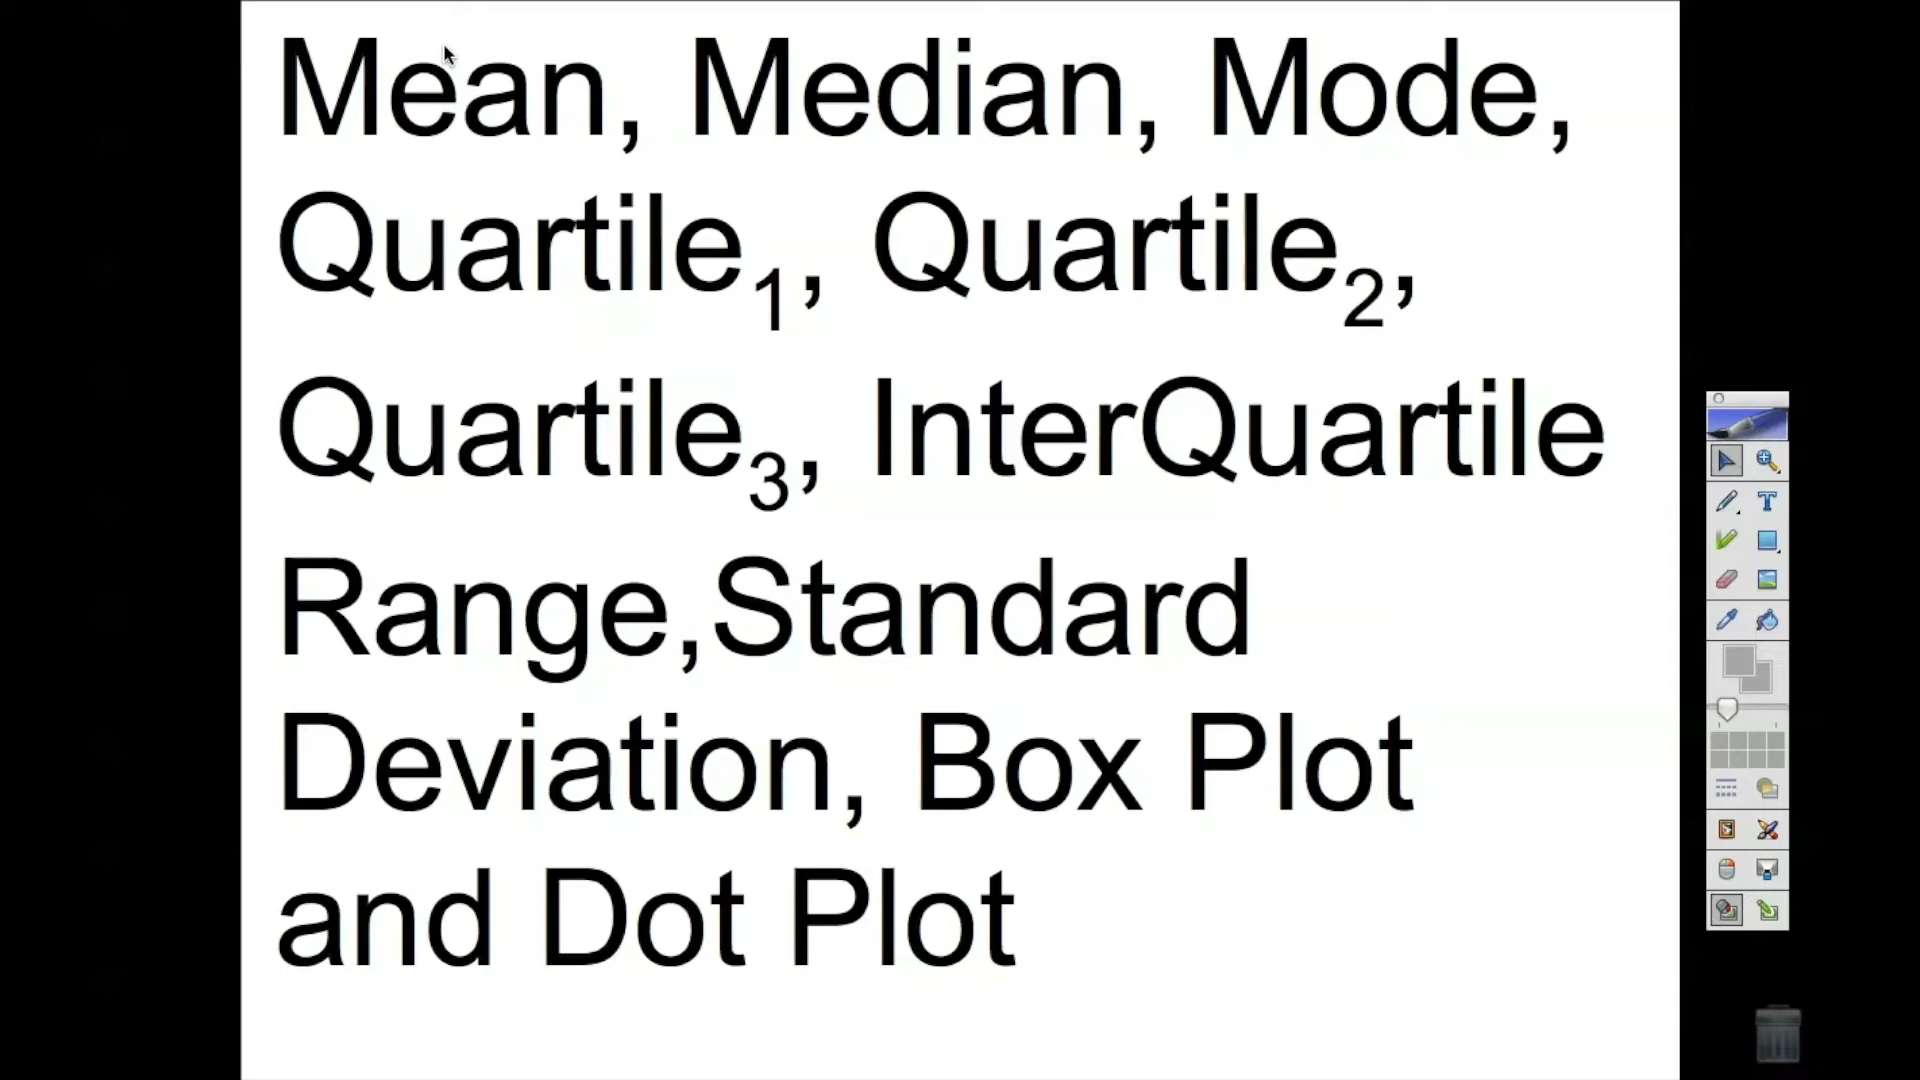 Mean, Median, Mode,
Quartile₁, Quartile₂,
Quartile₃, InterQuartile
Range,Standard
Deviation, Box Plot
and Dot Plot